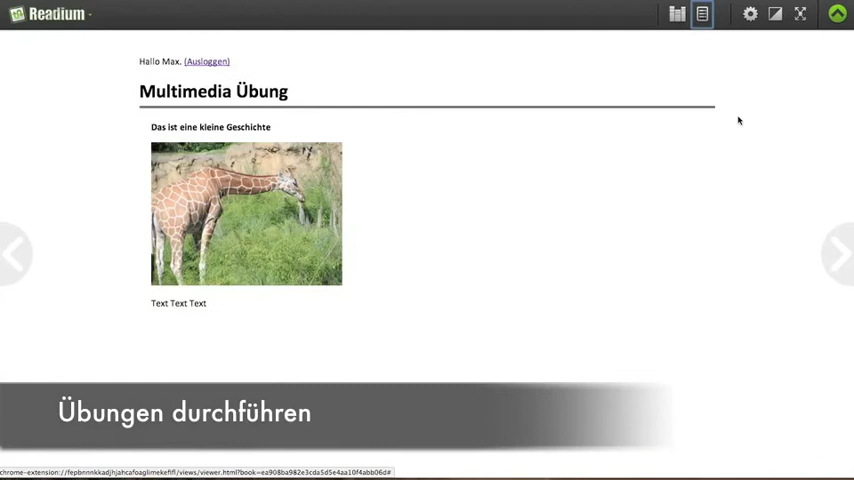 Readium
Hallo Max. (Ausloggen)
Multimedia Übung
Das ist eine kleine Geschichte
Text Text Text
Übungen durchführen
chrome-extension://fepbnnnkkadjhjahcafoaglimekefifl/views/viewer.html?book=ea908ba982e3cda5d5e4aa10f4abb06d#